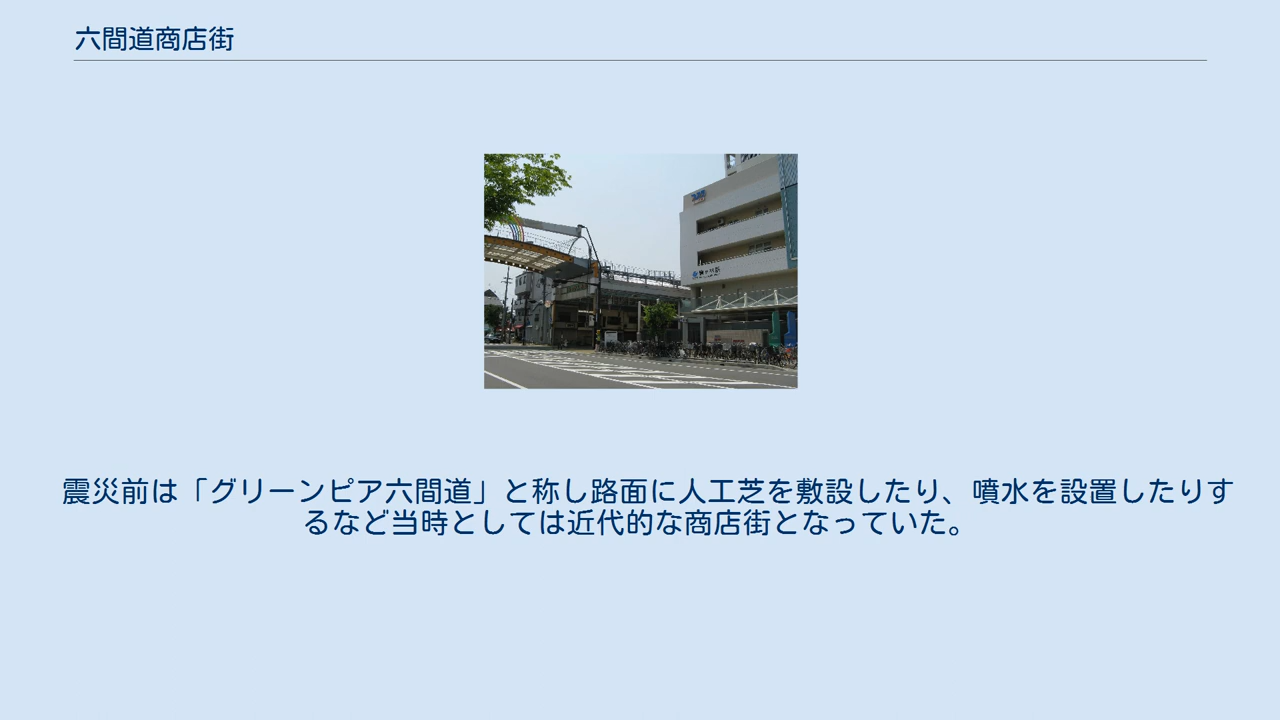 六間道商店街
震災前は「グリーンピア六間道」と称し路面に人工芝を敷設したり、噴水を設置したりす
るなど当時としては近代的な商店街となっていた。